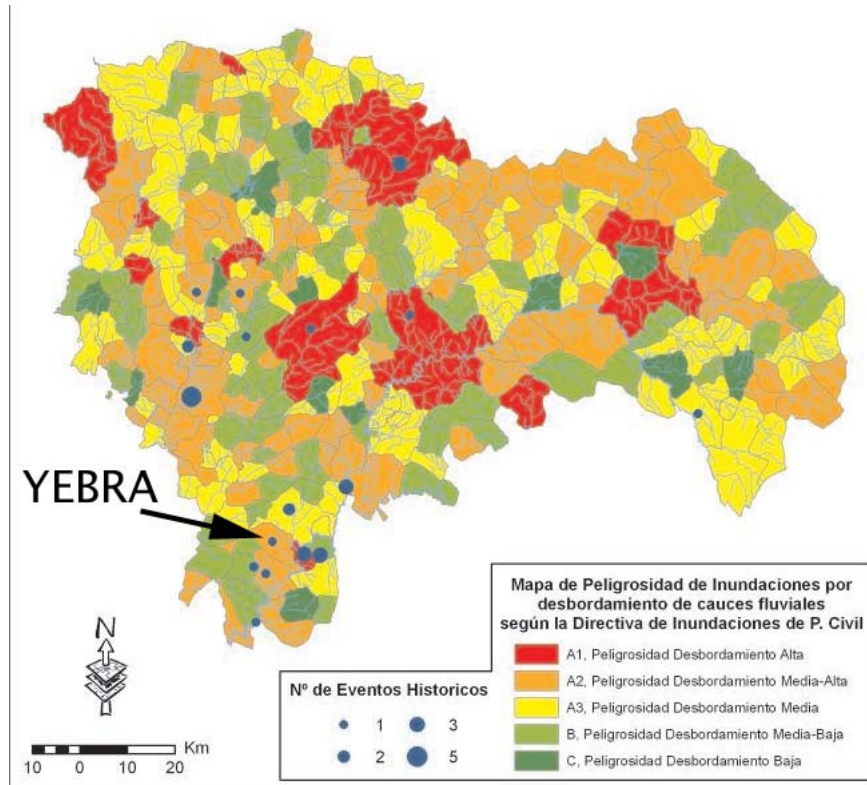 YEBRA
N
Km
10 0 10 20
Nº de Eventos Historicos
1 3
2 5
Mapa de Peligrosidad de Inundaciones por
desbordamiento de cauces fluviales
según la Directiva de Inundaciones de P. Civil
A1, Peligrosidad Desbordamiento Alta
A2, Peligrosidad Desbordamiento Media-Alta
A3, Peligrosidad Desbordamiento Media
B, Peligrosidad Desbordamiento Media-Baja
C, Peligrosidad Desbordamiento Baja